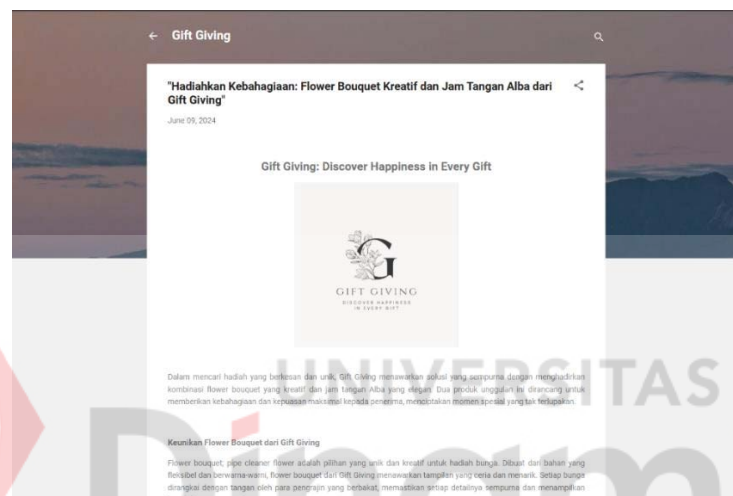 Gift Giving
"Hadiahkan Kebahagiaan: Flower Bouquet Kreatif dan Jam Tangan Alba dari
Gift Giving"
June 09, 2024
Gift Giving: Discover Happiness in Every Gift
G
GIFT GIVING
DISCOVER HAPPINESS
IN EVERY GIFT
Dalam mencari hadiah yang berkesan dan unik, Gift Giving menawarkan solusi yang sempurna dengan menghadirkan
kombinasi flower bouquet yang kreatif dan jam tangan Alba yang elegan. Dua produk unggulan ini dirancang untuk
memberikan kebahagiaan dan kepuasan maksimal kepada penerima, menciptakan momen spesial yang tak terlupakan.
UNIVERSITAS
Keunikan Flower Bouquet dari Gift Giving
Flower bouquet, pipe cleaner flower adalah pilihan yang unik dan kreatif untuk hadiah bunga. Dibuat dari bahan yang
fleksibel dan berwarna-warni, flower bouquet dari Gift Giving menawarkan tampilan yang ceria dan menarik. Setiap bunga
dirangkai dengan tangan oleh para pengrajin yang berbakat, memastikan setiap detailnya sempurna dan menampilkan